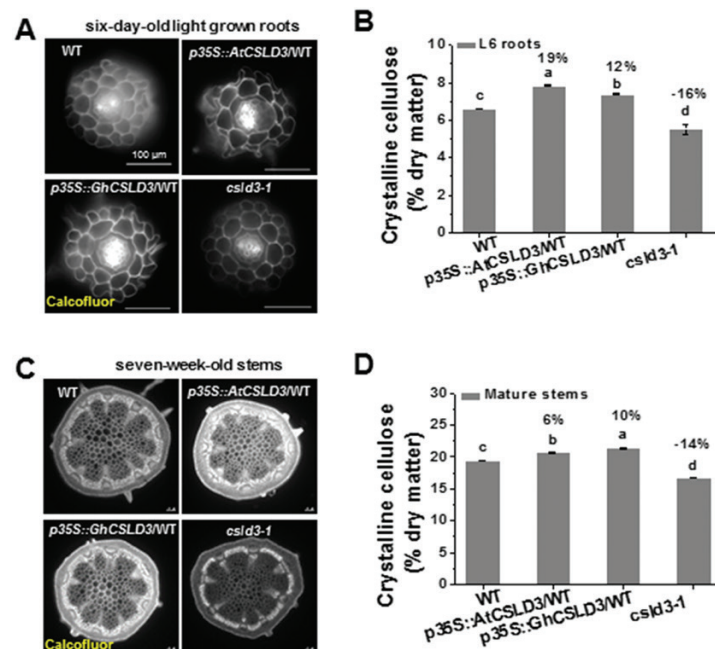 A
six-day-old light grown roots
WT
p35S::AtCSLD3/WT
100 µm
p35S::GhCSLD3/WT
csld3-1
Calcofluor
B
Crystalline cellulose
(% dry matter)
10
8
6
4
2
0
L6 roots
c
19%
a
12%
b
-16%
d
WT
p35S::AtCSLD3/WT
p35S::GhCSLD3/WT
csld3-1
C
seven-week-old stems
WT
p35S::AtCSLD3/WT
p35S::GhCSLD3/WT
csld3-1
Calcofluor
D
Crystalline cellulose
(% dry matter)
30
25
20
15
10
5
0
Mature stems
c
6%
b
10%
a
-14%
d
WT
p35S::AtCSLD3/WT
p35S::GhCSLD3/WT
csld3-1